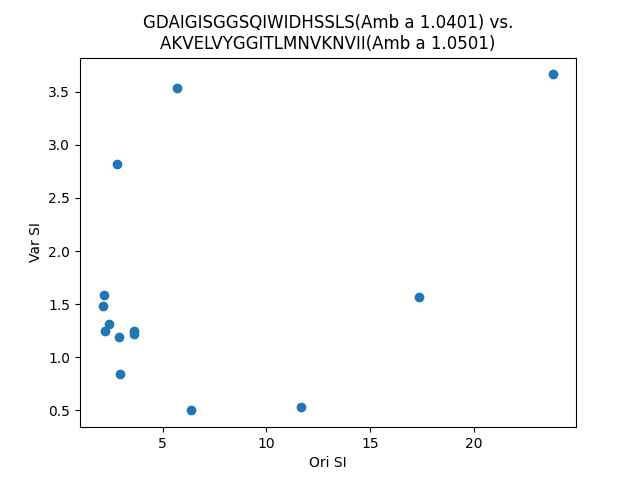 GDAIGISGGSQIWIDHSSLS(Amb a 1.0401) vs.
AKVELVYGGITLMNVKNVII(Amb a 1.0501)
3.5
3.0
2.5
2.0
1.5
1.0
0.5
Var SI
5 10 15 20
Ori SI